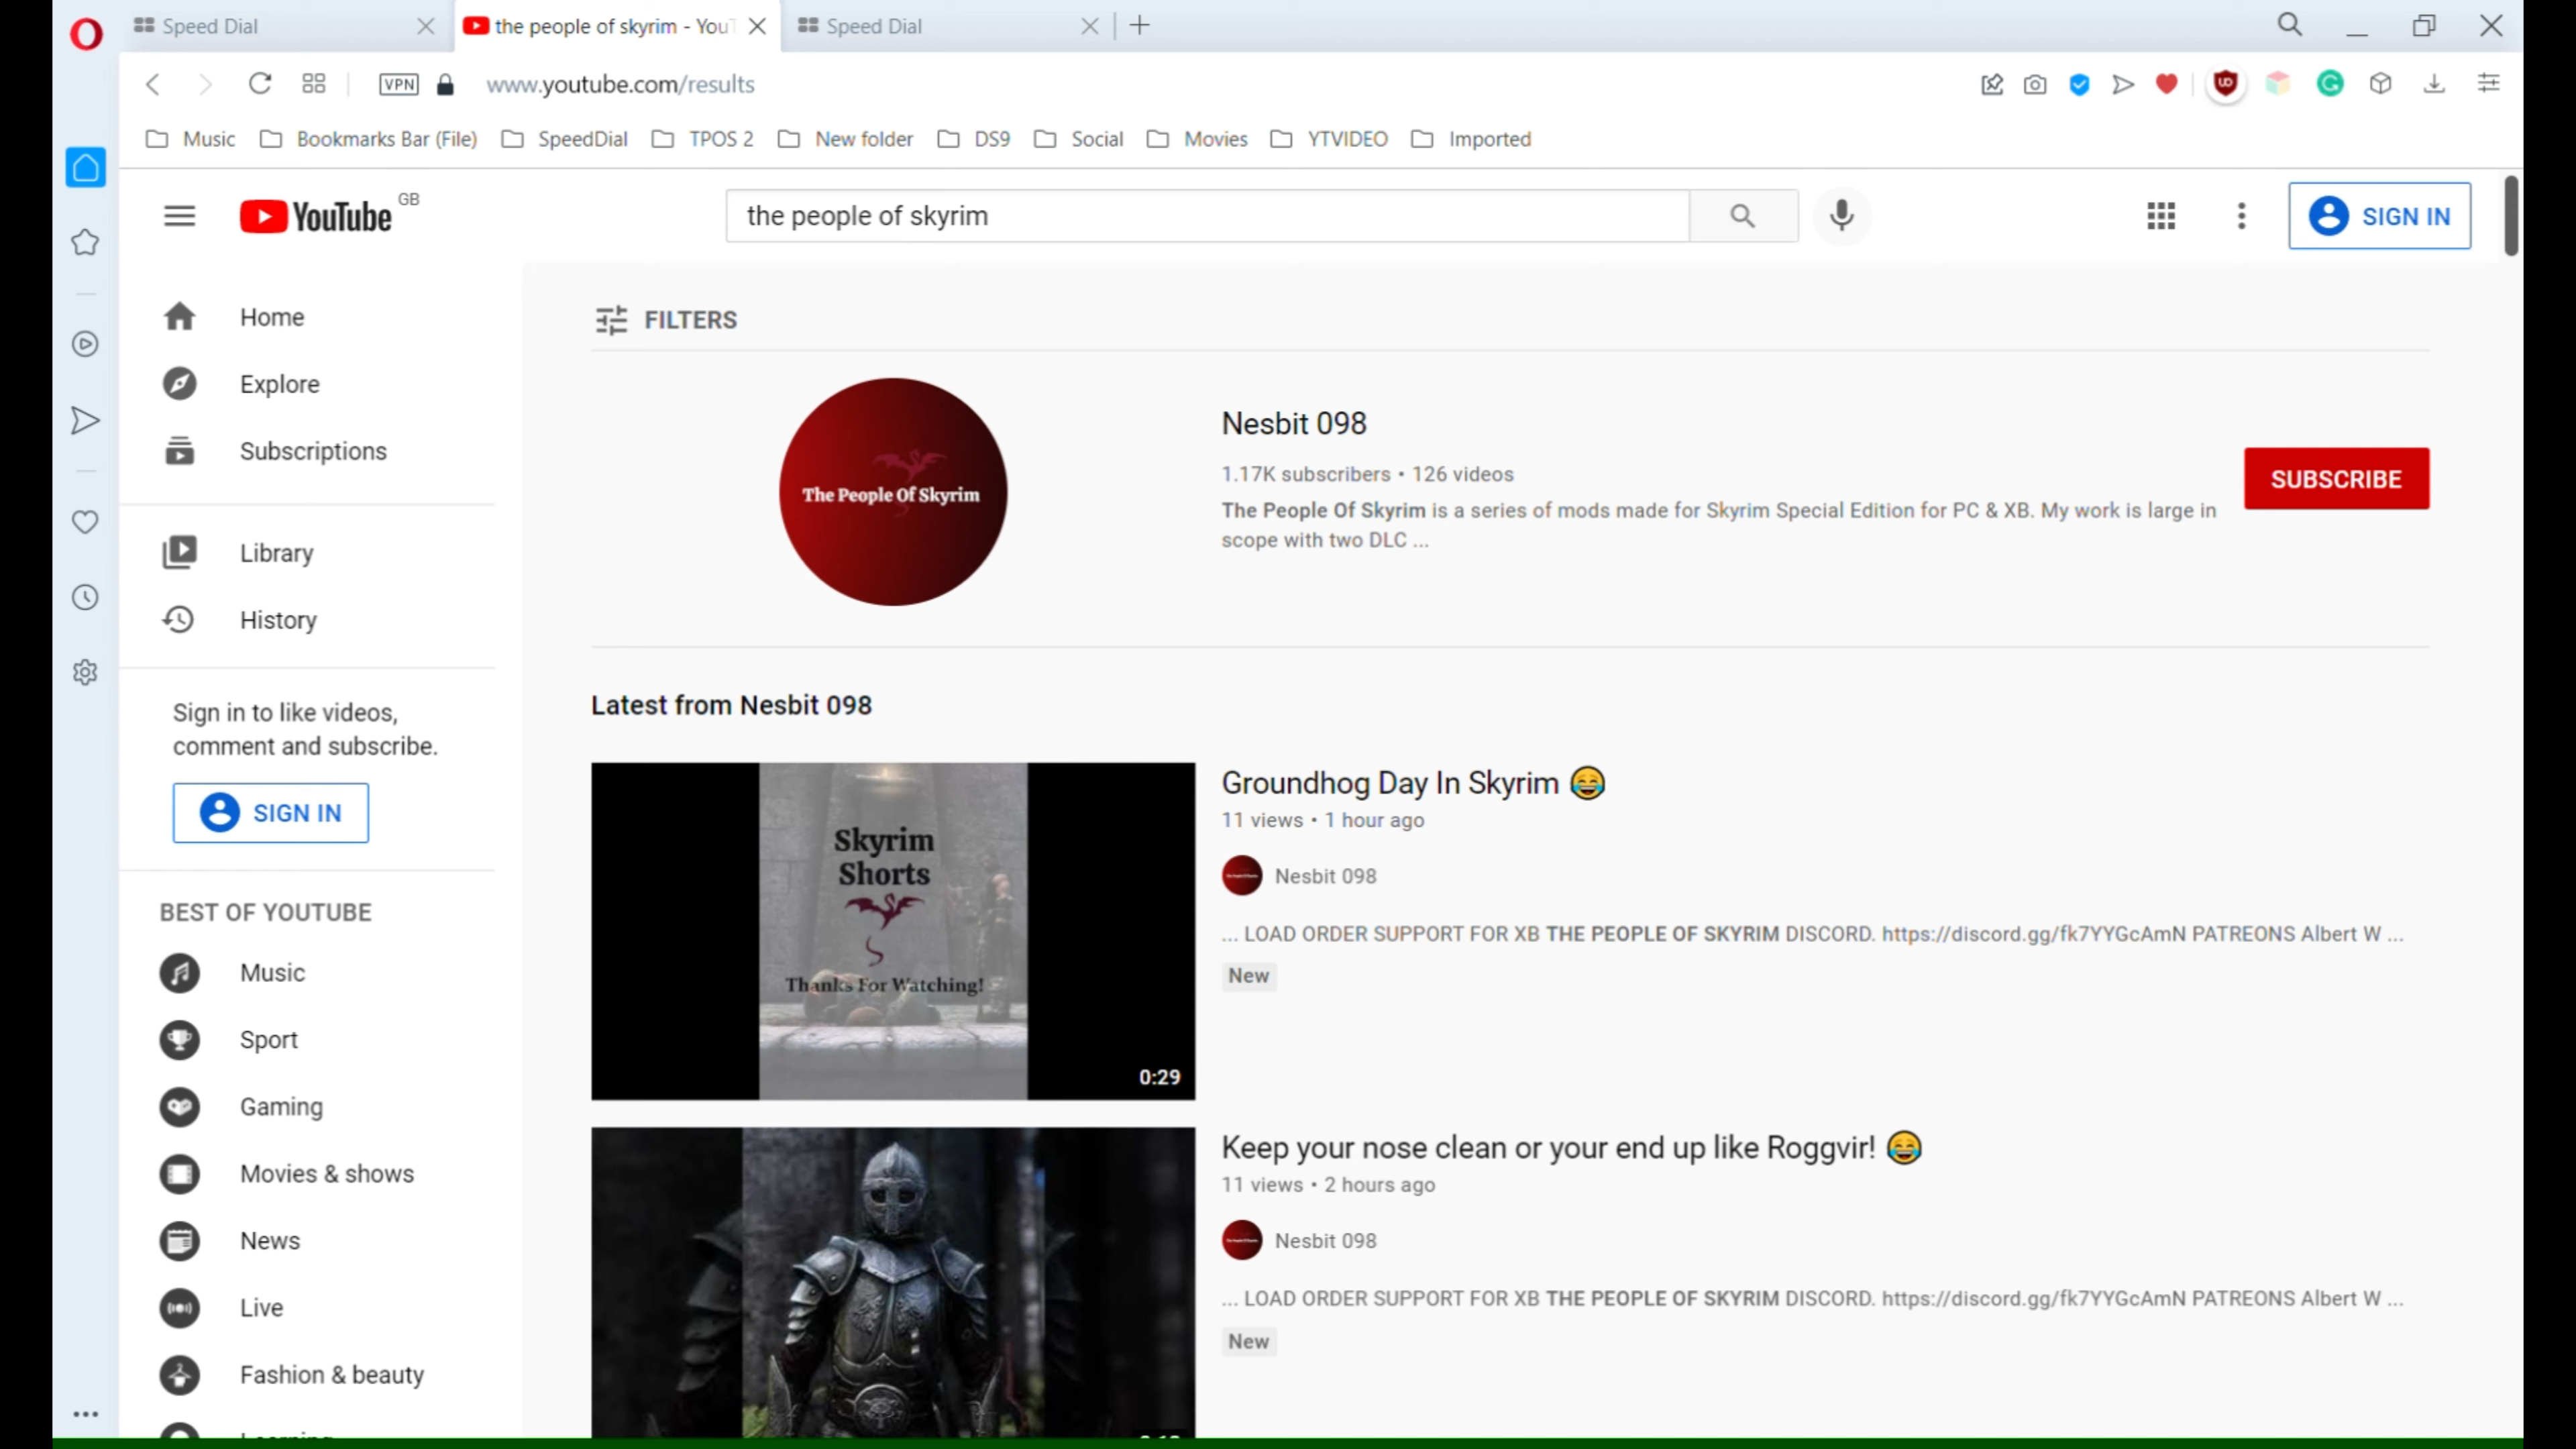 Speed Dial
the people of skyrim - YouT
Speed Dial
VPN
www.youtube.com/results
Music
Bookmarks Bar (File)
SpeedDial
TPOS 2
New folder
DS9
Social
Movies
YTVIDEO
Imported
YouTube GB
the people of skyrim
SIGN IN
Home
Explore
Subscriptions
Library
History
Sign in to like videos,
comment and subscribe.
SIGN IN
BEST OF YOUTUBE
Music
Sport
Gaming
Movies & shows
News
Live
Fashion & beauty
FILTERS
The People Of Skyrim
Nesbit 098
1.17K subscribers • 126 videos
The People Of Skyrim is a series of mods made for Skyrim Special Edition for PC & XB. My work is large in
scope with two DLC ...
SUBSCRIBE
Latest from Nesbit 098
Skyrim
Shorts
Thanks For Watching!
0:29
Groundhog Day In Skyrim 😂
11 views • 1 hour ago
Nesbit 098
... LOAD ORDER SUPPORT FOR XB THE PEOPLE OF SKYRIM DISCORD. https://discord.gg/fk7YYGcAmN PATREONS Albert W ...
New
Keep your nose clean or your end up like Roggvir! 😂
11 views • 2 hours ago
Nesbit 098
... LOAD ORDER SUPPORT FOR XB THE PEOPLE OF SKYRIM DISCORD. https://discord.gg/fk7YYGcAmN PATREONS Albert W ...
New